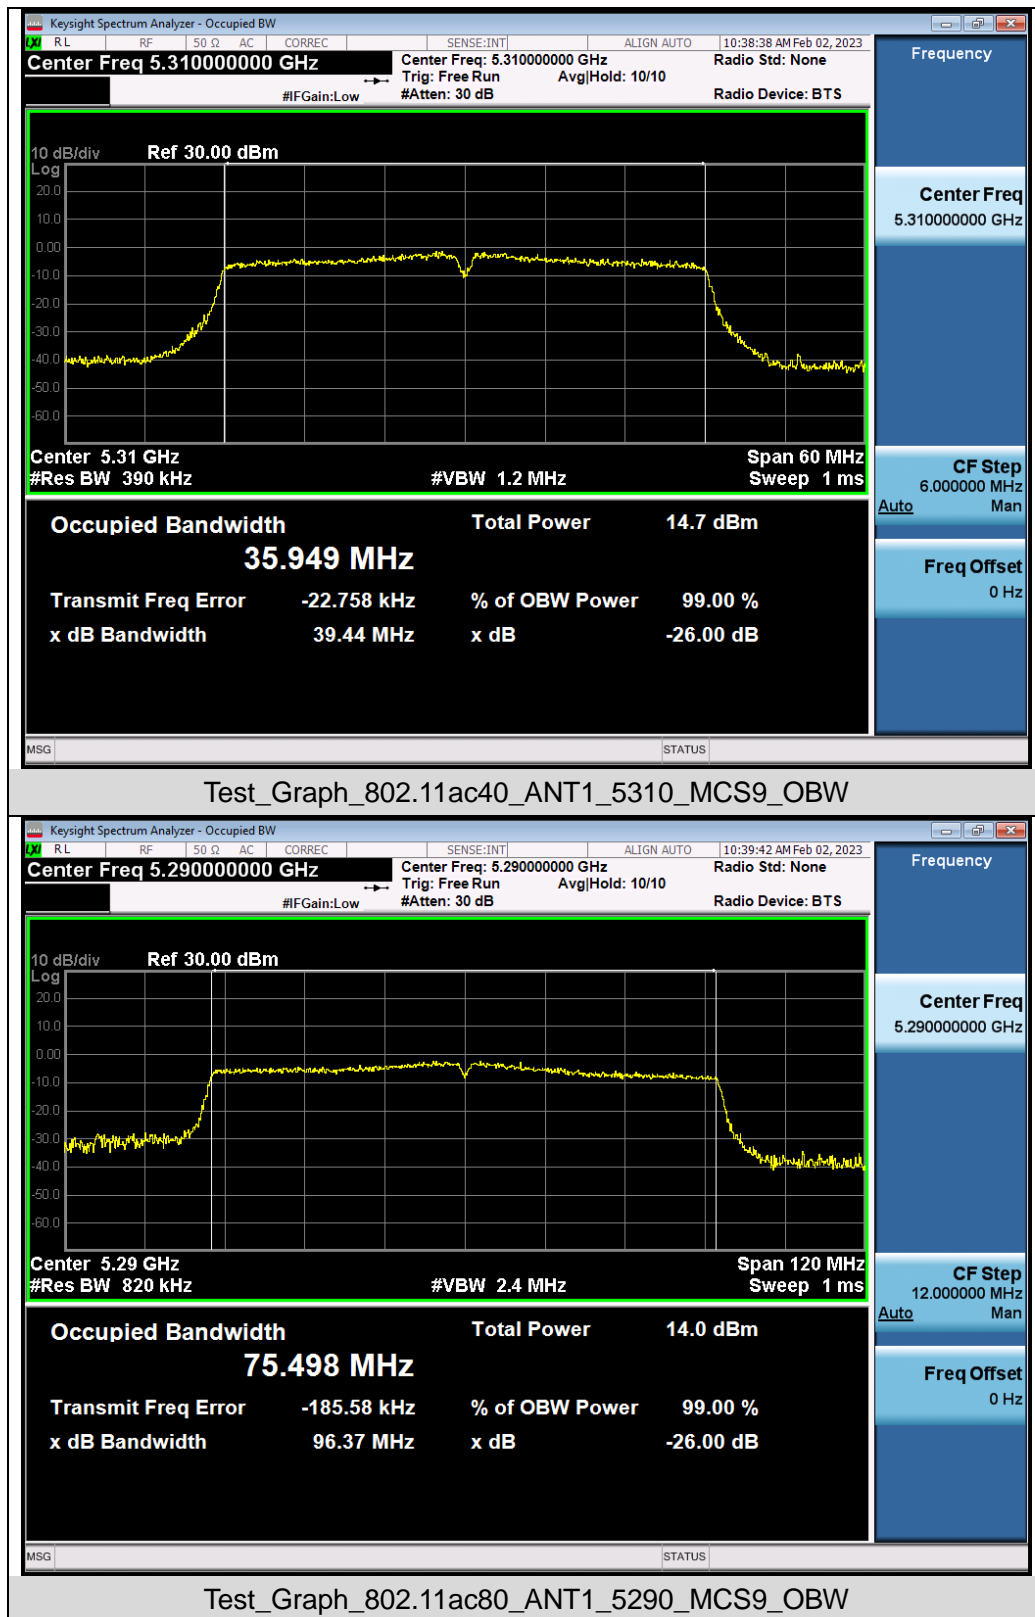 Keysight Spectrum Analyzer - Occupied BW
LXI RL RF 50 Ω AC CORREC SENSE:INT ALIGN AUTO 10:38:38 AM Feb 02, 2023
Center Freq 5.310000000 GHz Center Freq: 5.310000000 GHz Radio Std: None
Trig: Free Run Avg|Hold: 10/10
#IFGain:Low #Atten: 30 dB Radio Device: BTS
Frequency
10 dB/div Ref 30.00 dBm
Log
20.0
10.0
0.00
-10.0
-20.0
-30.0
-40.0
-50.0
-60.0
Center 5.31 GHz Span 60 MHz
#Res BW 390 kHz #VBW 1.2 MHz Sweep 1 ms
Center Freq
5.310000000 GHz
CF Step
6.000000 MHz
Auto Man
Freq Offset
0 Hz
Occupied Bandwidth Total Power 14.7 dBm
35.949 MHz
Transmit Freq Error -22.758 kHz % of OBW Power 99.00 %
x dB Bandwidth 39.44 MHz x dB -26.00 dB
MSG STATUS
Test_Graph_802.11ac40_ANT1_5310_MCS9_OBW
Keysight Spectrum Analyzer - Occupied BW
LXI RL RF 50 Ω AC CORREC SENSE:INT ALIGN AUTO 10:39:42 AM Feb 02, 2023
Center Freq 5.290000000 GHz Center Freq: 5.290000000 GHz Radio Std: None
Trig: Free Run Avg|Hold: 10/10
#IFGain:Low #Atten: 30 dB Radio Device: BTS
Frequency
10 dB/div Ref 30.00 dBm
Log
20.0
10.0
0.00
-10.0
-20.0
-30.0
-40.0
-50.0
-60.0
Center 5.29 GHz Span 120 MHz
#Res BW 820 kHz #VBW 2.4 MHz Sweep 1 ms
Center Freq
5.290000000 GHz
CF Step
12.000000 MHz
Auto Man
Freq Offset
0 Hz
Occupied Bandwidth Total Power 14.0 dBm
75.498 MHz
Transmit Freq Error -185.58 kHz % of OBW Power 99.00 %
x dB Bandwidth 96.37 MHz x dB -26.00 dB
MSG STATUS
Test_Graph_802.11ac80_ANT1_5290_MCS9_OBW